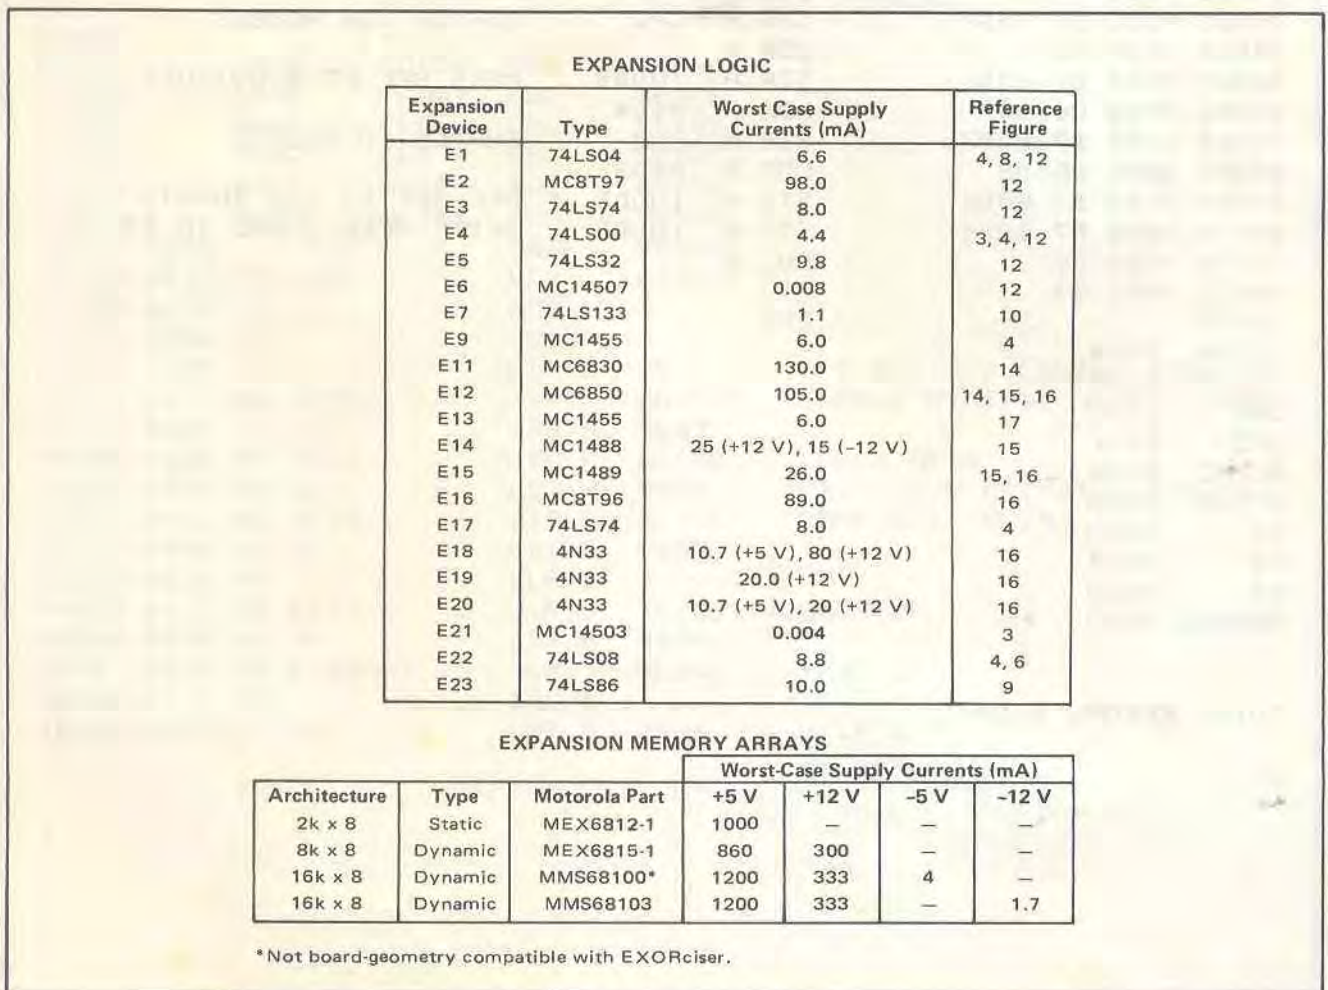 EXPANSION LOGIC
Expansion Device Type Worst Case Supply Currents (mA) Reference Figure
E1 74LS04 6.6 4, 8, 12
E2 MC8T97 98.0 12
E3 74LS74 8.0 12
E4 74LS00 4.4 3, 4, 12
E5 74LS32 9.8 12
E6 MC14507 0.008 12
E7 74LS133 1.1 10
E9 MC1455 6.0 4
E11 MC6830 130.0 14
E12 MC6850 105.0 14, 15, 16
E13 MC1455 6.0 17
E14 MC1488 25 (+12 V), 15 (–12 V) 15
E15 MC1489 26.0 15, 16
E16 MC8T96 89.0 16
E17 74LS74 8.0 4
E18 4N33 10.7 (+5 V), 80 (+12 V) 16
E19 4N33 20.0 (+12 V) 16
E20 4N33 10.7 (+5 V), 20 (+12 V) 16
E21 MC14503 0.004 3
E22 74LS08 8.8 4, 6
E23 74LS86 10.0 9
EXPANSION MEMORY ARRAYS
Worst-Case Supply Currents (mA)
Architecture Type Motorola Part +5 V +12 V –5 V –12 V
2k x 8 Static MEX6812-1 1000 — — —
8k x 8 Dynamic MEX6815-1 860 300 — —
16k x 8 Dynamic MMS68100* 1200 333 4 —
16k x 8 Dynamic MMS68103 1200 333 — 1.7
*Not board-geometry compatible with EXORciser.